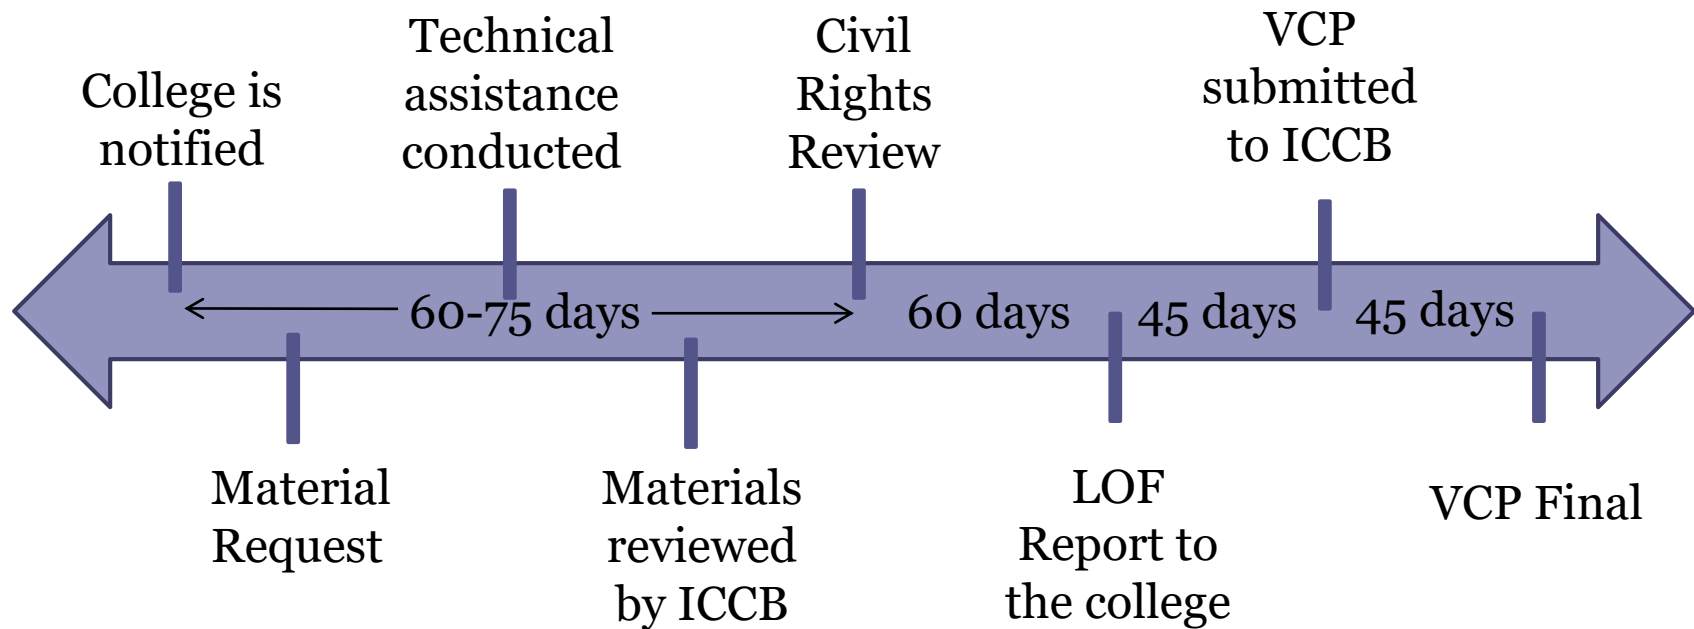 College is
notified
Technical
assistance
conducted
Civil
Rights
Review
VCP
submitted
to ICCB
60-75 days
60 days
45 days
45 days
Material
Request
Materials
reviewed
by ICCB
LOF
Report to
the college
VCP Final